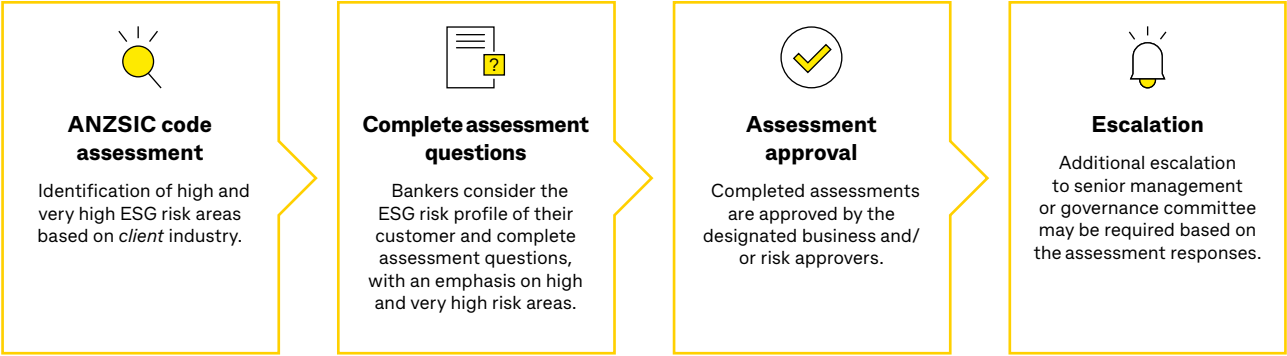 ANZSIC code
assessment
Identification of high and
very high ESG risk areas
based on client industry.
?
Complete assessment
questions
Bankers consider the
ESG risk profile of their
customer and complete
assessment questions,
with an emphasis on high
and very high risk areas.
Assessment
approval
Completed assessments
are approved by the
designated business and/
or risk approvers.
Escalation
Additional escalation
to senior management
or governance committee
may be required based on
the assessment responses.